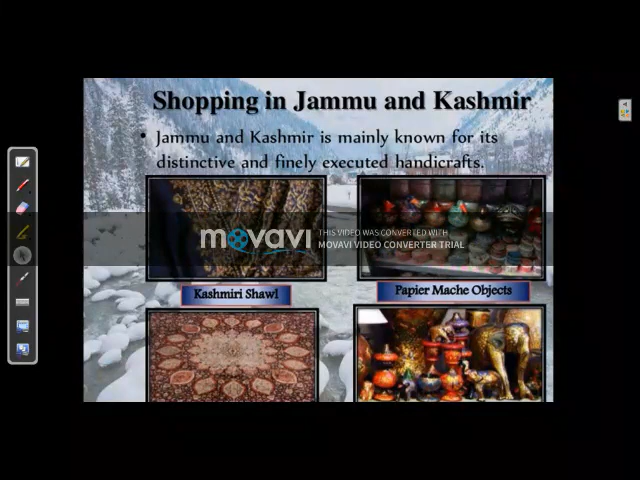 Shopping in Jammu and Kashmir
• Jammu and Kashmir is mainly known for its
distinctive and finely executed handicrafts.
movavi
THIS VIDEO WAS CONVERTED WITH
MOVAVI VIDEO CONVERTER TRIAL
Kashmiri Shawl
Papier Mache Objects